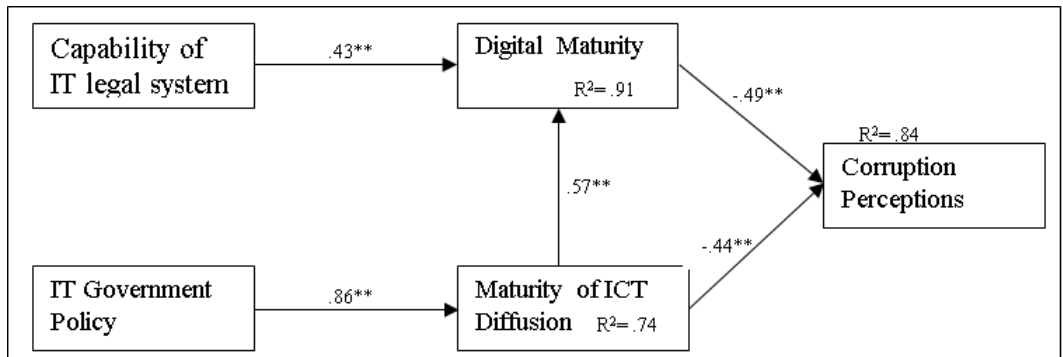 Capability of
IT legal system
.43**
Digital Maturity
R²= .91
-.49**
R²= .84
Corruption
Perceptions
.57**
-.44**
IT Government
Policy
.86**
Maturity of ICT
Diffusion R²= .74